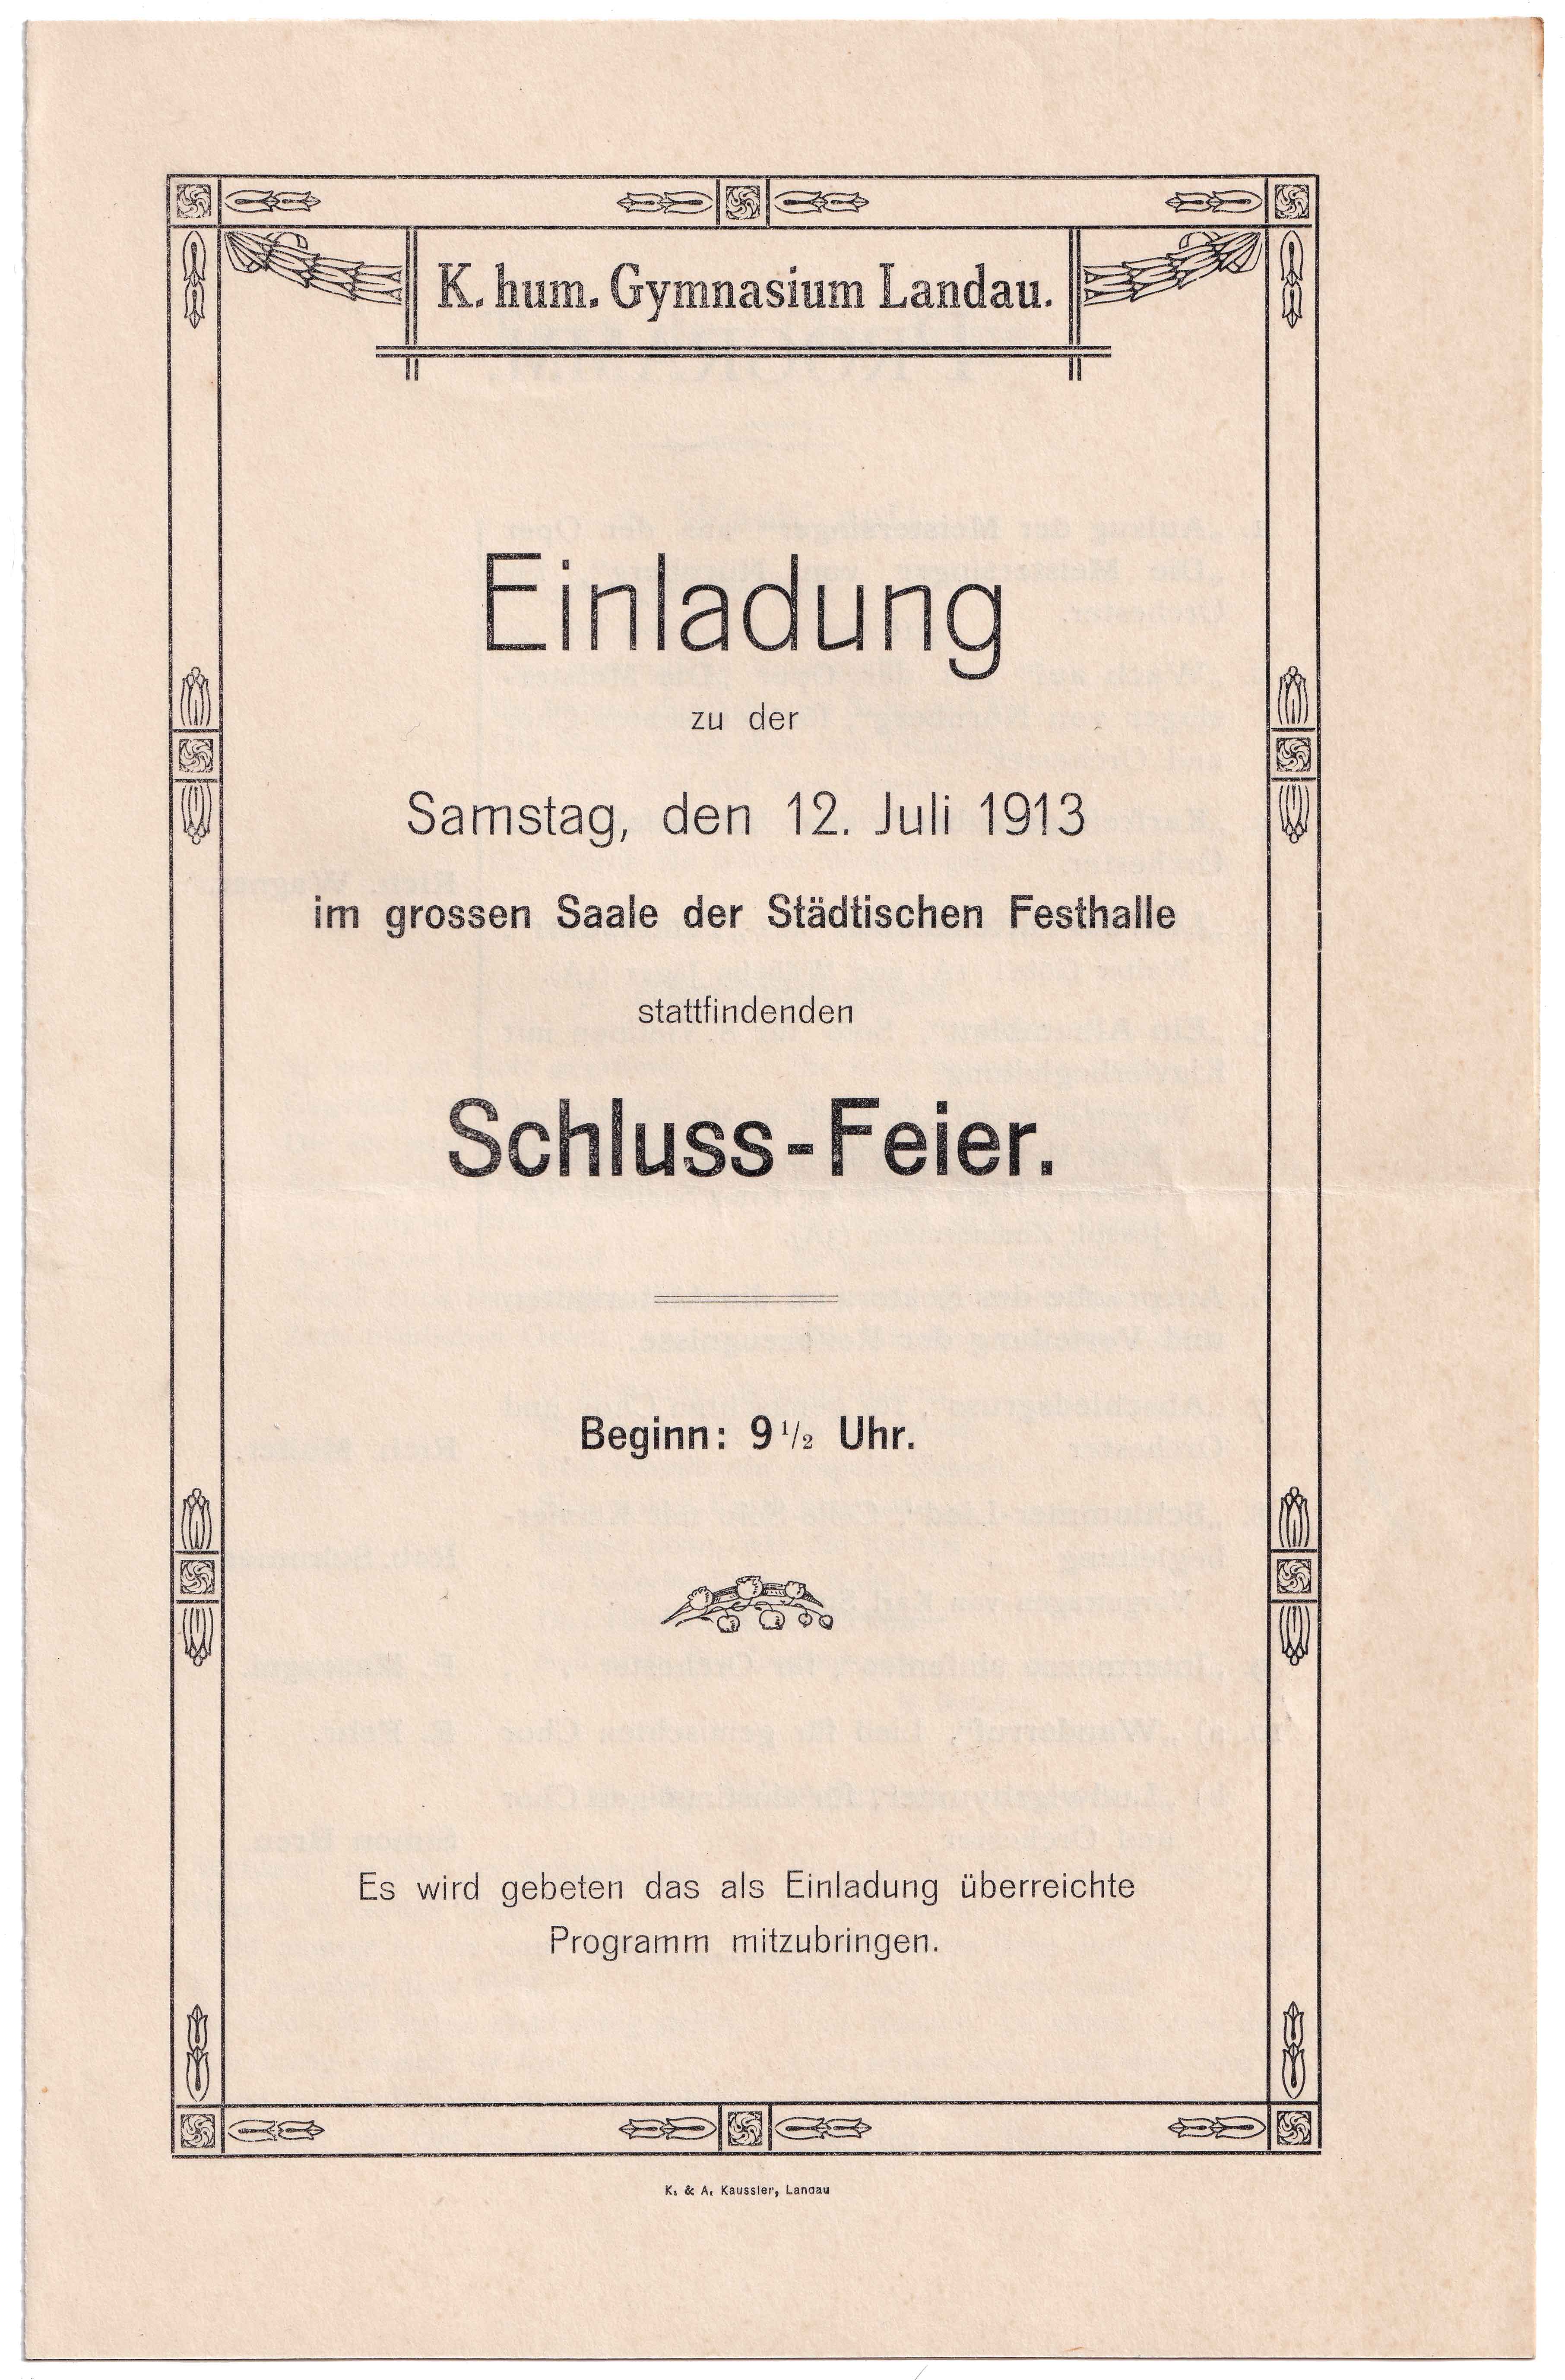 K. hum. Gymnasium Landau.
Einladung
zu der
Samstag, den 12. Juli 1913
im grossen Saale der Städtischen Festhalle
stattfindenden
Schluss-Feier.
Beginn: 9 1/2 Uhr.
Es wird gebeten das als Einladung überreichte
Programm mitzubringen.
K. & A. Kaussler, Landau